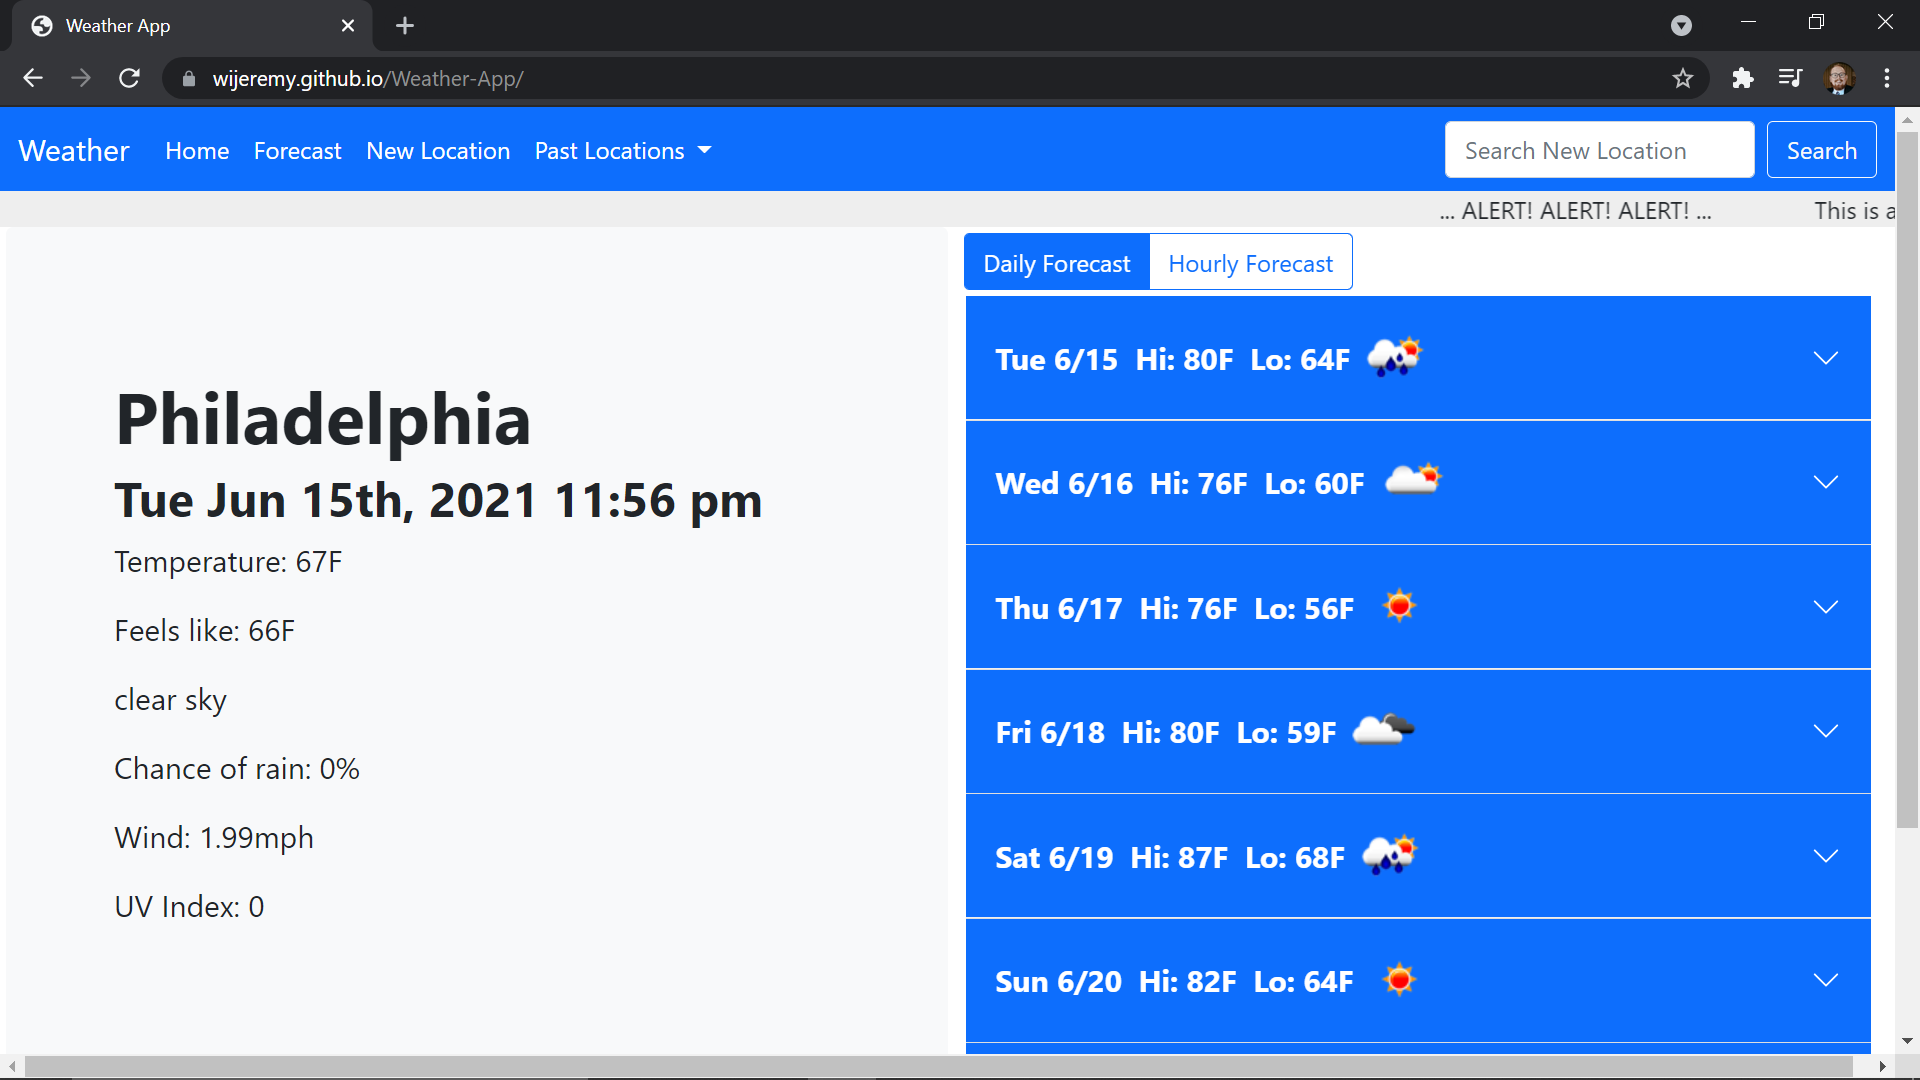 Weather App
wijeremy.github.io/Weather-App/
Weather Home Forecast New Location Past Locations Search New Location Search
... ALERT! ALERT! ALERT! ... This is a
Daily Forecast Hourly Forecast
Philadelphia
Tue Jun 15th, 2021 11:56 pm
Temperature: 67F
Feels like: 66F
clear sky
Chance of rain: 0%
Wind: 1.99mph
UV Index: 0
Tue 6/15 Hi: 80F Lo: 64F
Wed 6/16 Hi: 76F Lo: 60F
Thu 6/17 Hi: 76F Lo: 56F
Fri 6/18 Hi: 80F Lo: 59F
Sat 6/19 Hi: 87F Lo: 68F
Sun 6/20 Hi: 82F Lo: 64F